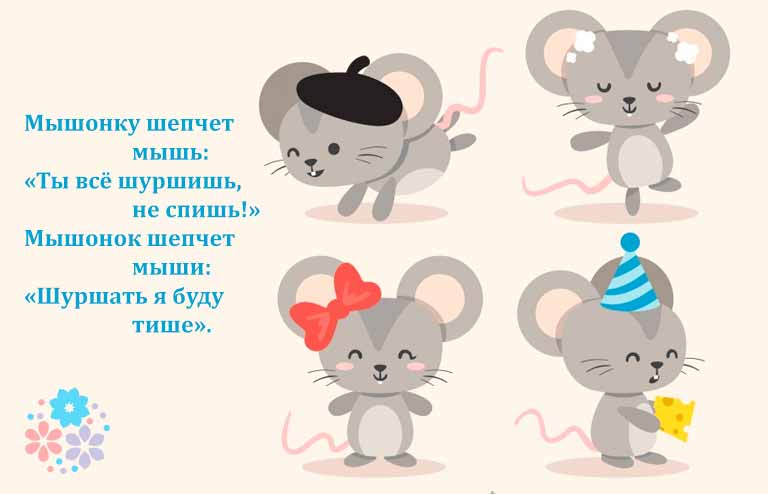 Мышонку шепчет
мышь:
«Ты всё шуршишь,
не спишь!»
Мышонок шепчет
мыши:
«Шуршать я буду
тише».